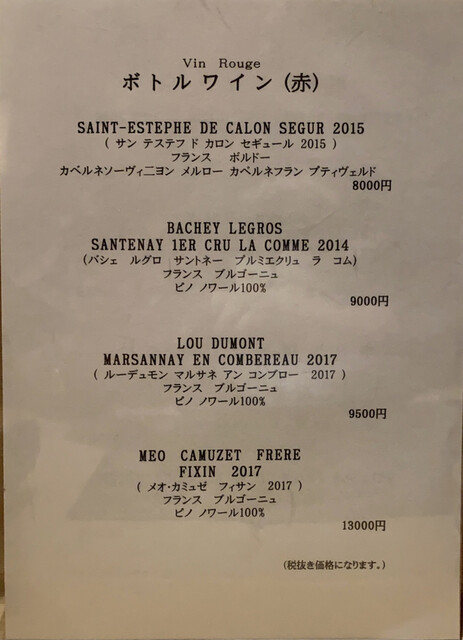 Vin Rouge
ボトルワイン(赤)
SAINT-ESTEPHE DE CALON SEGUR 2015
( サン テステフ ド カロン セギュール 2015 )
フランス ボルドー
カベルネソーヴィニヨン メルロー カベルネフラン プティヴェルド
8000円
BACHEY LEGROS
SANTENAY 1ER CRU LA COMME 2014
(バシェ ルグロ サントネー プルミエクリュ ラ コム)
フランス ブルゴーニュ
ピノ ノワール100%
9000円
LOU DUMONT
MARSANNAY EN COMBEREAU 2017
( ルーデュモン マルサネ アン コンブロー 2017 )
フランス ブルゴーニュ
ピノ ノワール100%
9500円
MEO CAMUZET FRERE
FIXIN 2017
( メオ・カミュゼ フィサン 2017 )
フランス ブルゴーニュ
ピノ ノワール100%
13000円
(税抜き価格になります。)